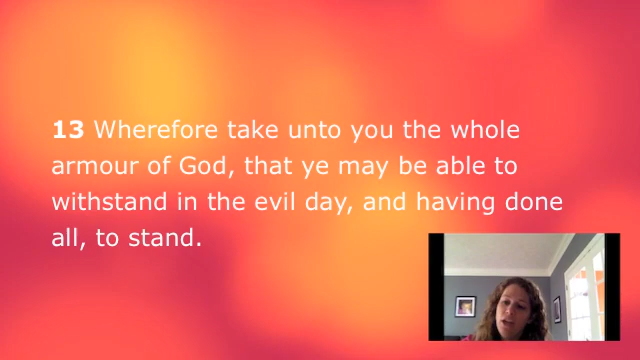 13 Wherefore take unto you the whole
armour of God, that ye may be able to
withstand in the evil day, and having done
all, to stand.